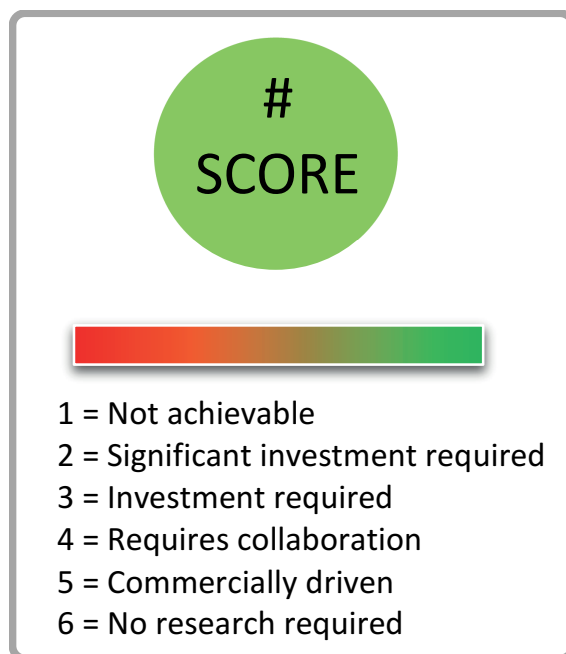 #
SCORE
1 = Not achievable
2 = Significant investment required
3 = Investment required
4 = Requires collaboration
5 = Commercially driven
6 = No research required